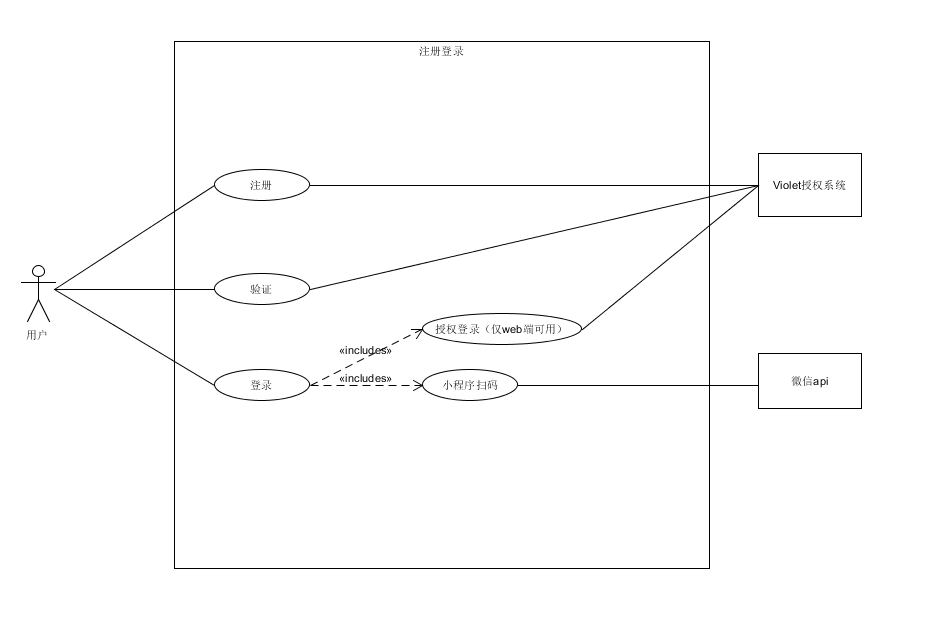 注册登录
注册
Violet授权系统
验证
用户
授权登录（仅web端可用）
«includes»
«includes»
登录
小程序扫码
微信api